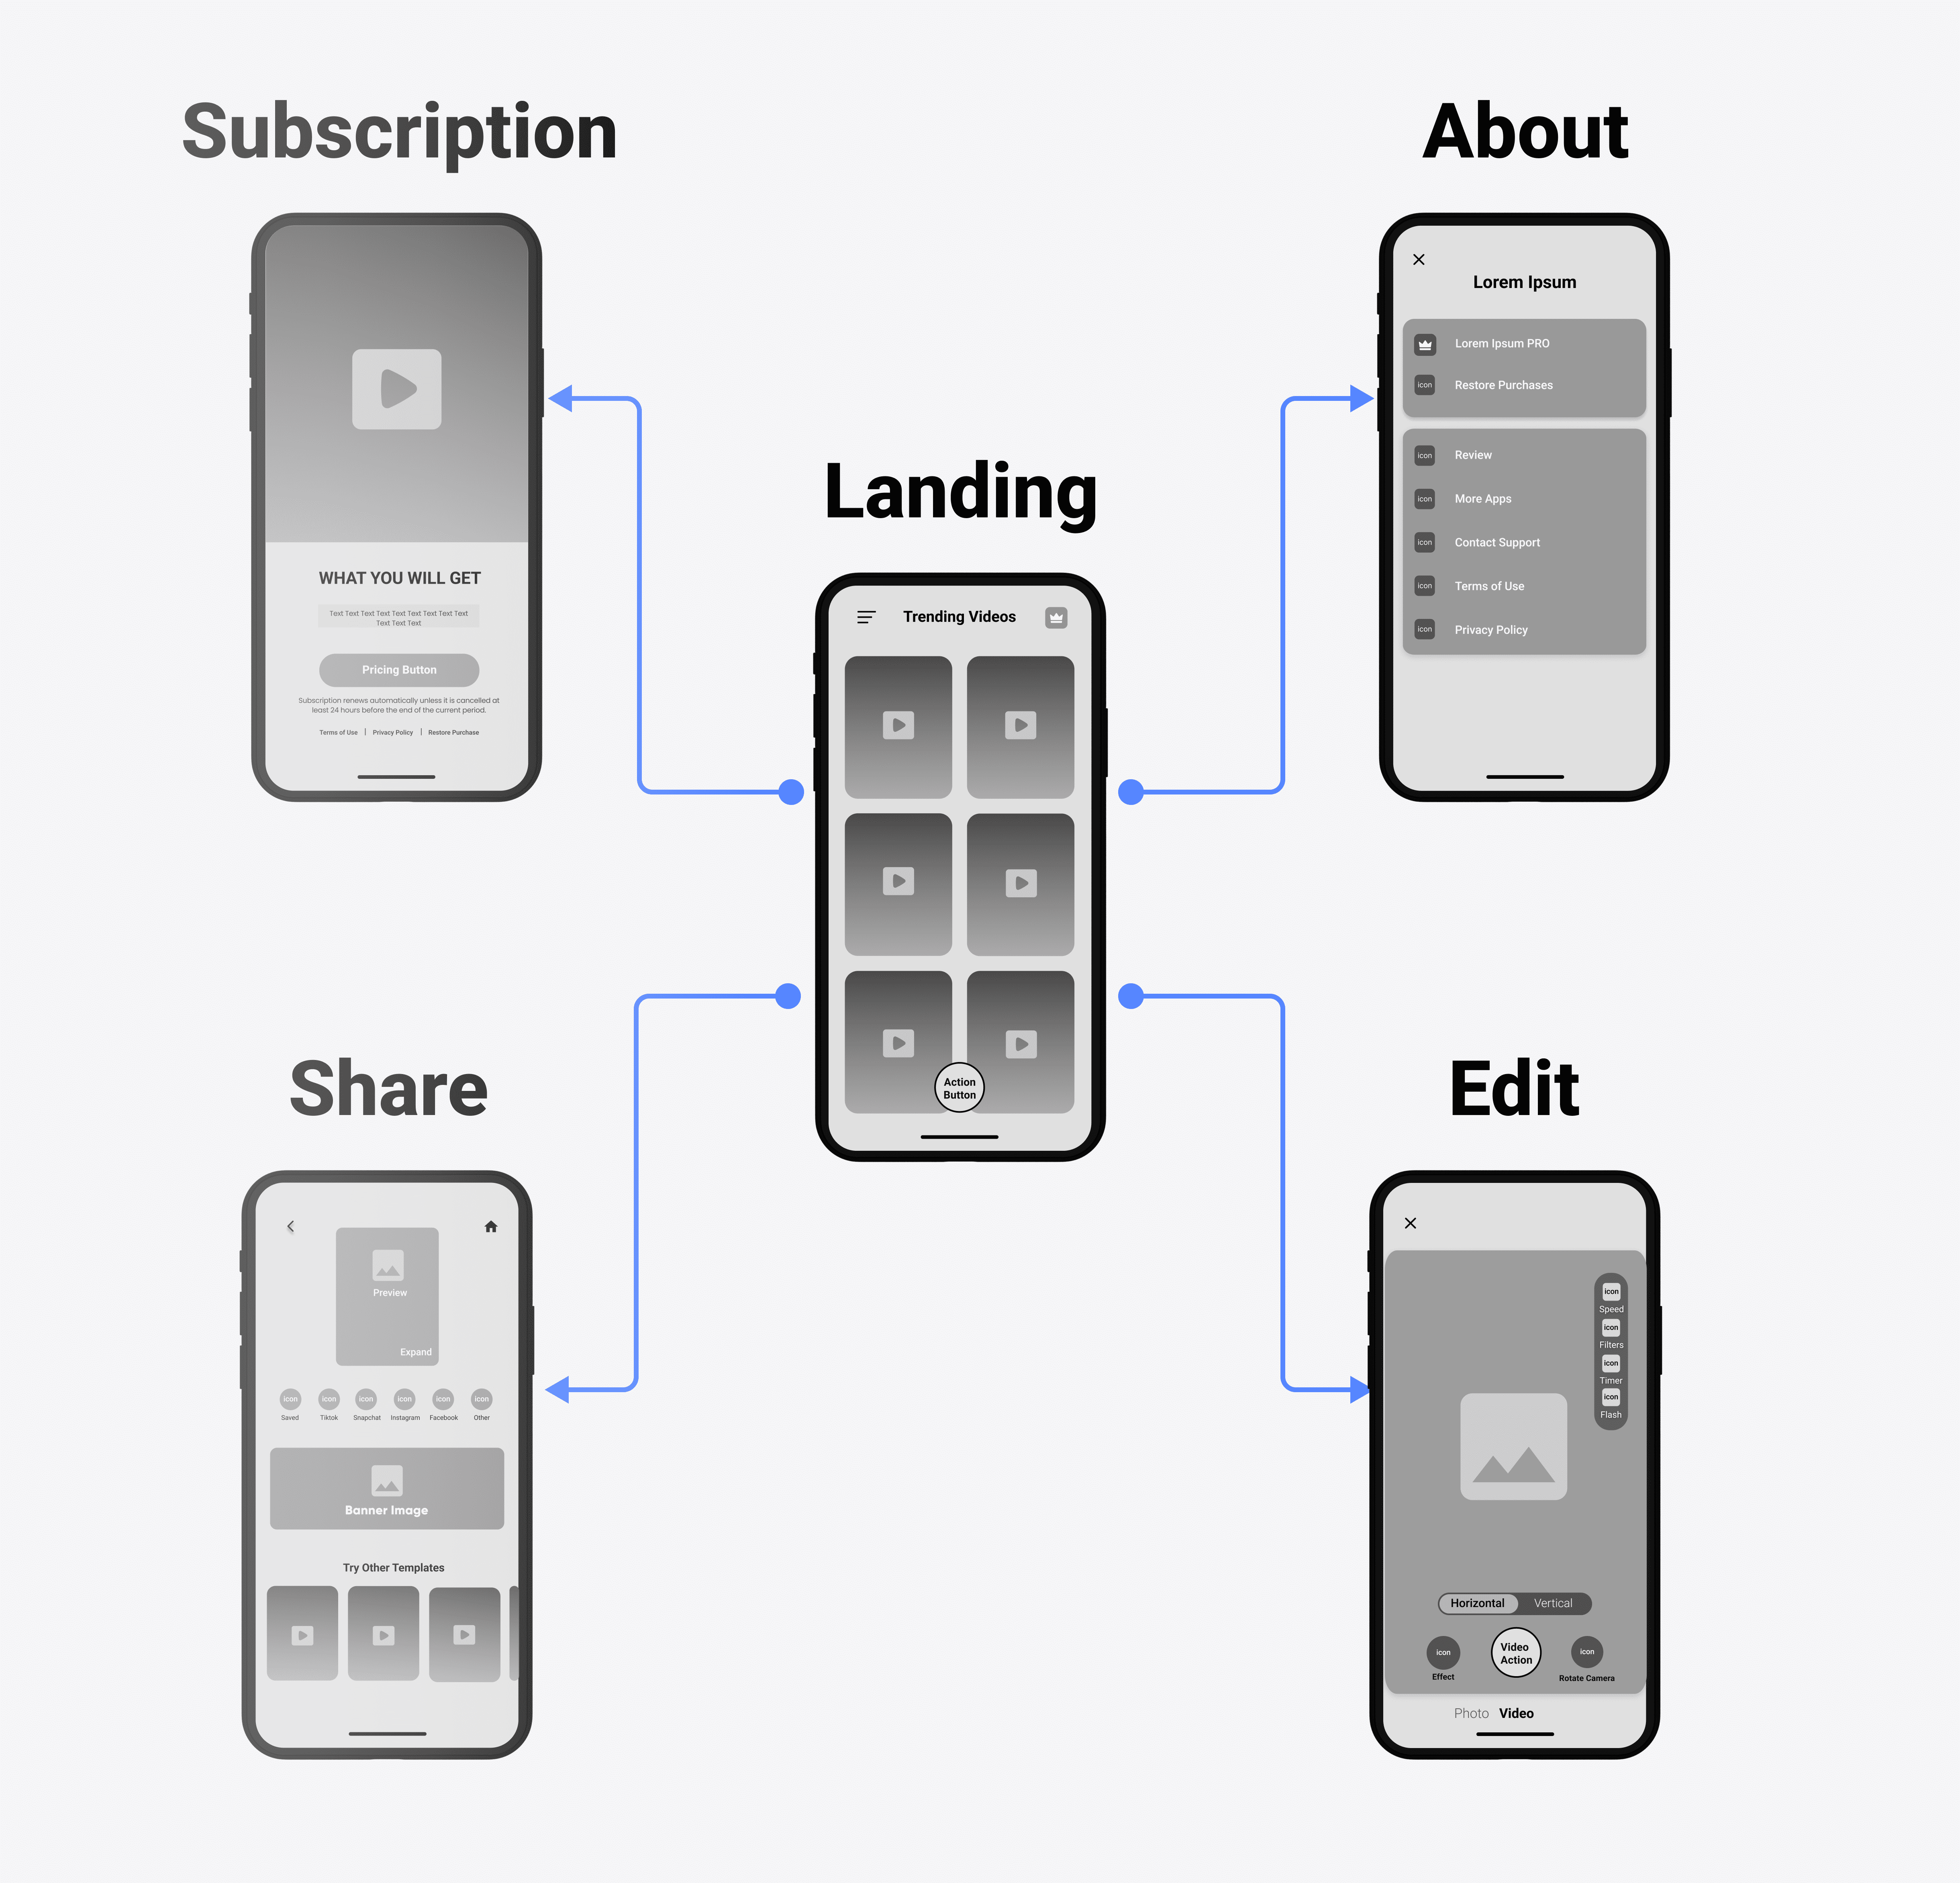 Subscription
WHAT YOU WILL GET
Text Text Text Text Text Text Text Text Text
Text Text Text
Pricing Button
Subscription renews automatically unless it is cancelled at
least 24 hours before the end of the current period.
Terms of Use | Privacy Policy | Restore Purchase
About
Lorem Ipsum
Lorem Ipsum PRO
icon Restore Purchases
icon Review
icon More Apps
icon Contact Support
icon Terms of Use
icon Privacy Policy
Landing
Trending Videos
Action
Button
Share
Preview
Expand
icon icon icon icon icon icon
Saved Tiktok Snapchat Instagram Facebook Other
Banner Image
Try Other Templates
Edit
icon
Speed
icon
Filters
icon
Timer
icon
Flash
Horizontal Vertical
icon
Effect
Video
Action
icon
Rotate Camera
Photo Video